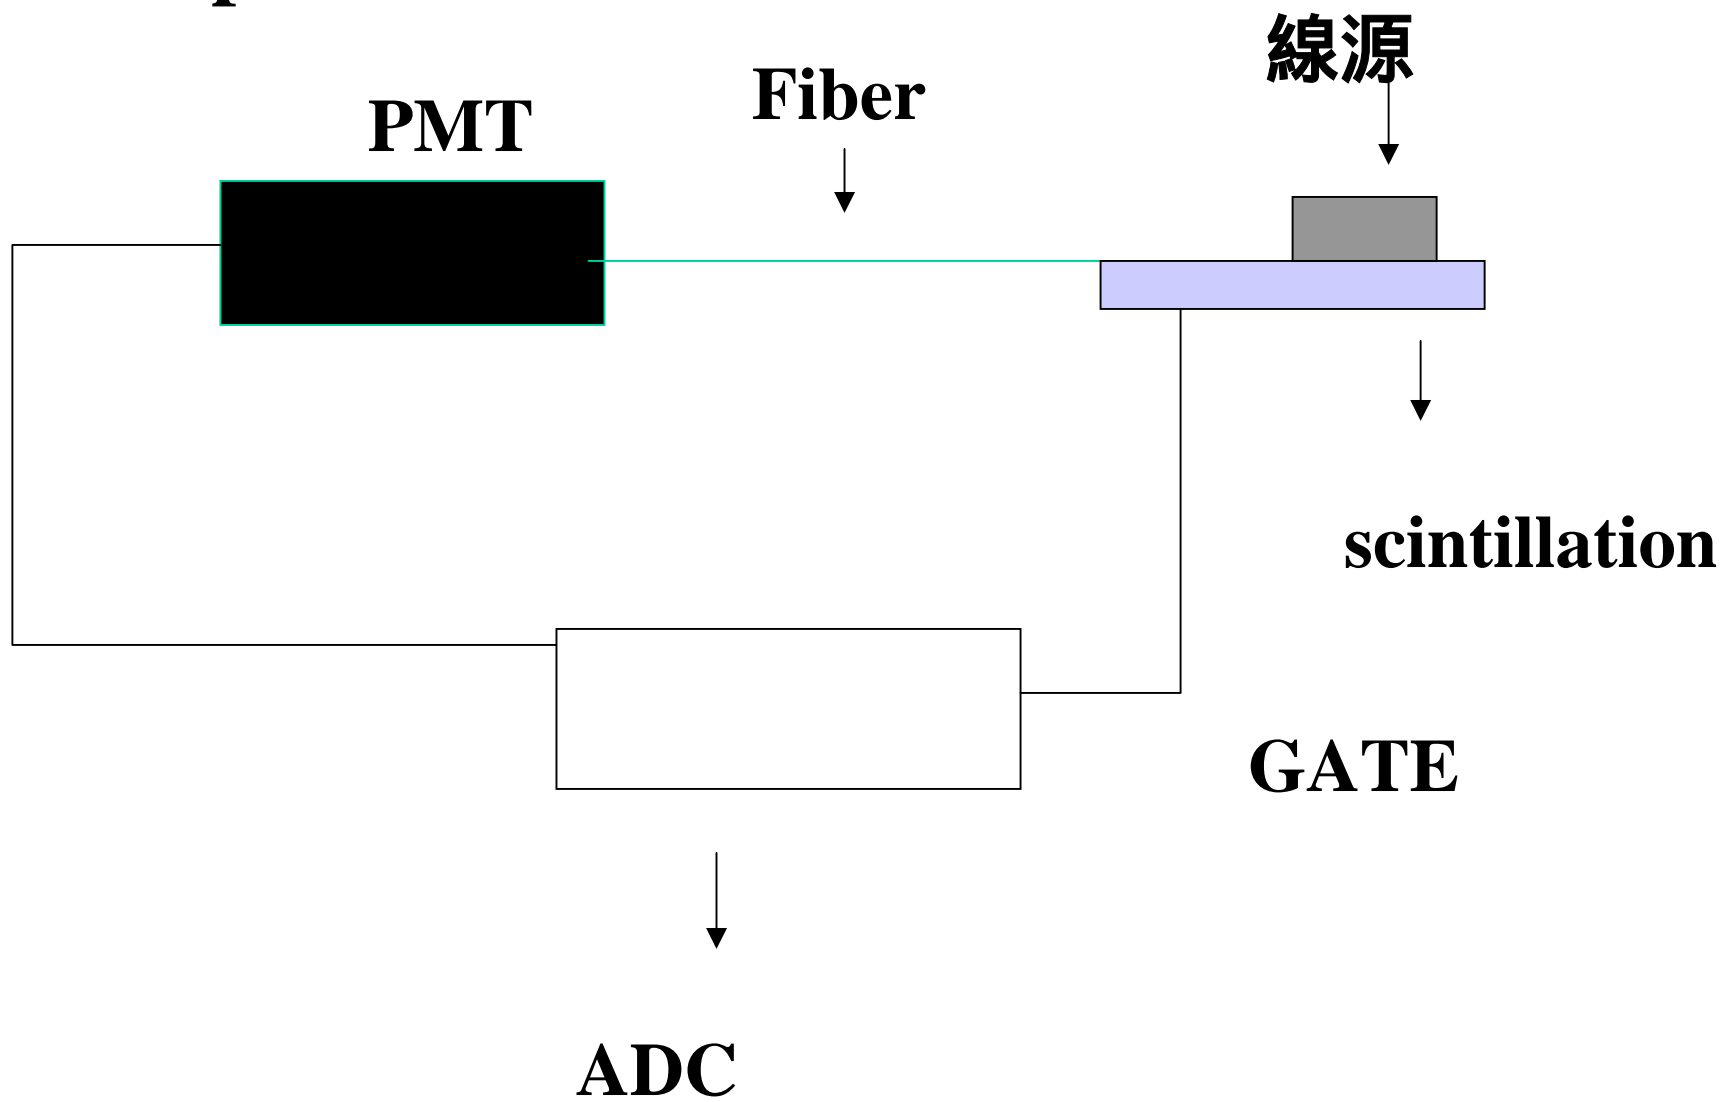 線源
Fiber
PMT
scintillation
GATE
ADC